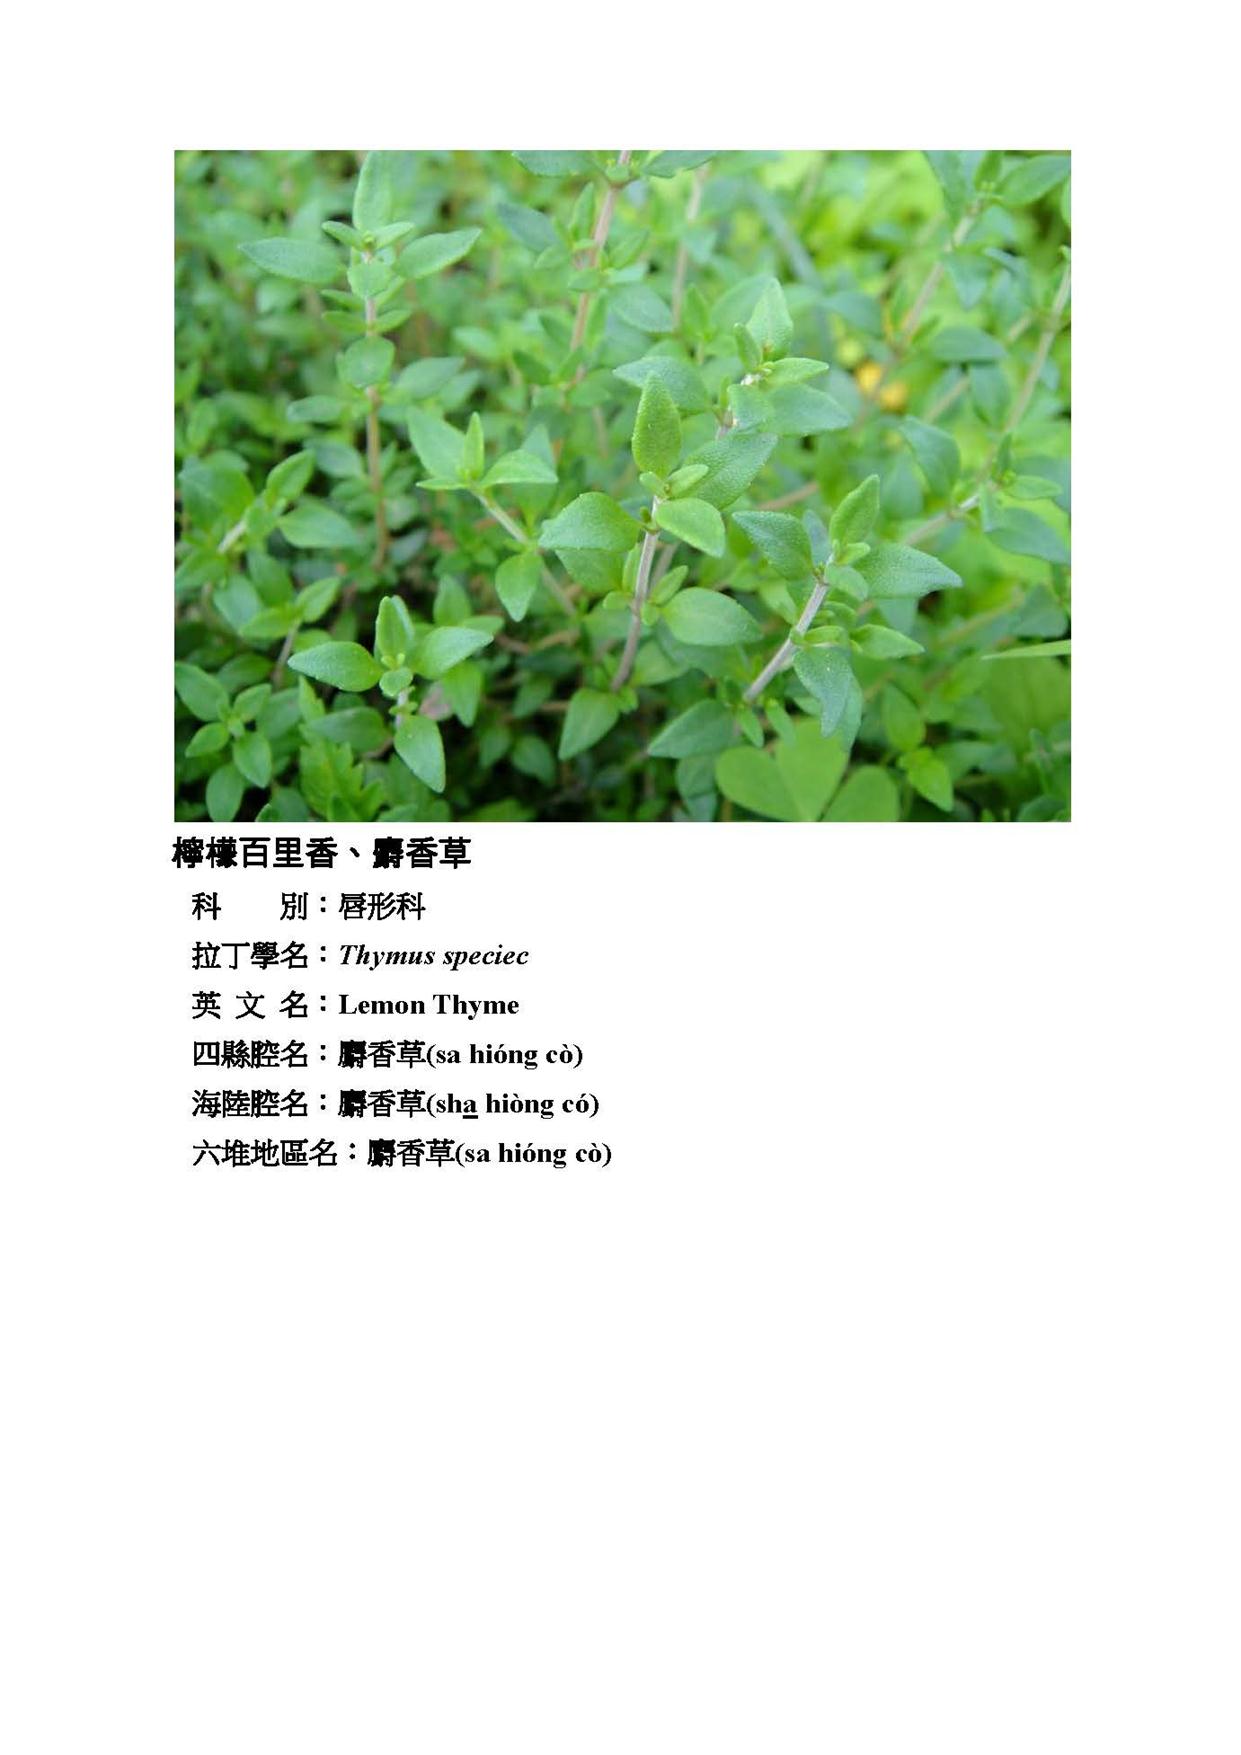 檸檬百里香、麝香草
科　　別：唇形科
拉丁學名：Thymus speciec
英 文 名：Lemon Thyme
四縣腔名：麝香草(sa hióng cò)
海陸腔名：麝香草(sha hiòng có)
六堆地區名：麝香草(sa hióng cò)